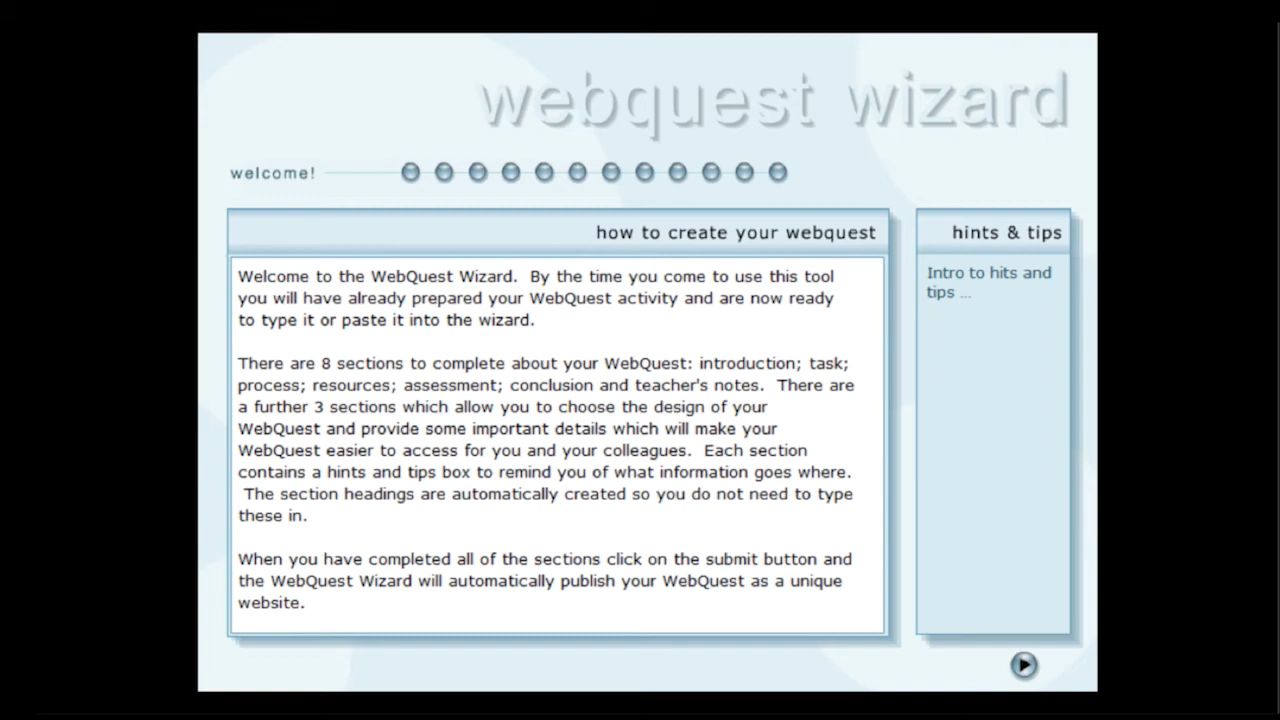 webquest wizard
welcome!
how to create your webquest
Welcome to the WebQuest Wizard.  By the time you come to use this tool
you will have already prepared your WebQuest activity and are now ready
to type it or paste it into the wizard.
There are 8 sections to complete about your WebQuest: introduction; task;
process; resources; assessment; conclusion and teacher's notes.  There are
a further 3 sections which allow you to choose the design of your
WebQuest and provide some important details which will make your
WebQuest easier to access for you and your colleagues.  Each section
contains a hints and tips box to remind you of what information goes where.
The section headings are automatically created so you do not need to type
these in.
When you have completed all of the sections click on the submit button and
the WebQuest Wizard will automatically publish your WebQuest as a unique
website.
hints & tips
Intro to hits and
tips ...